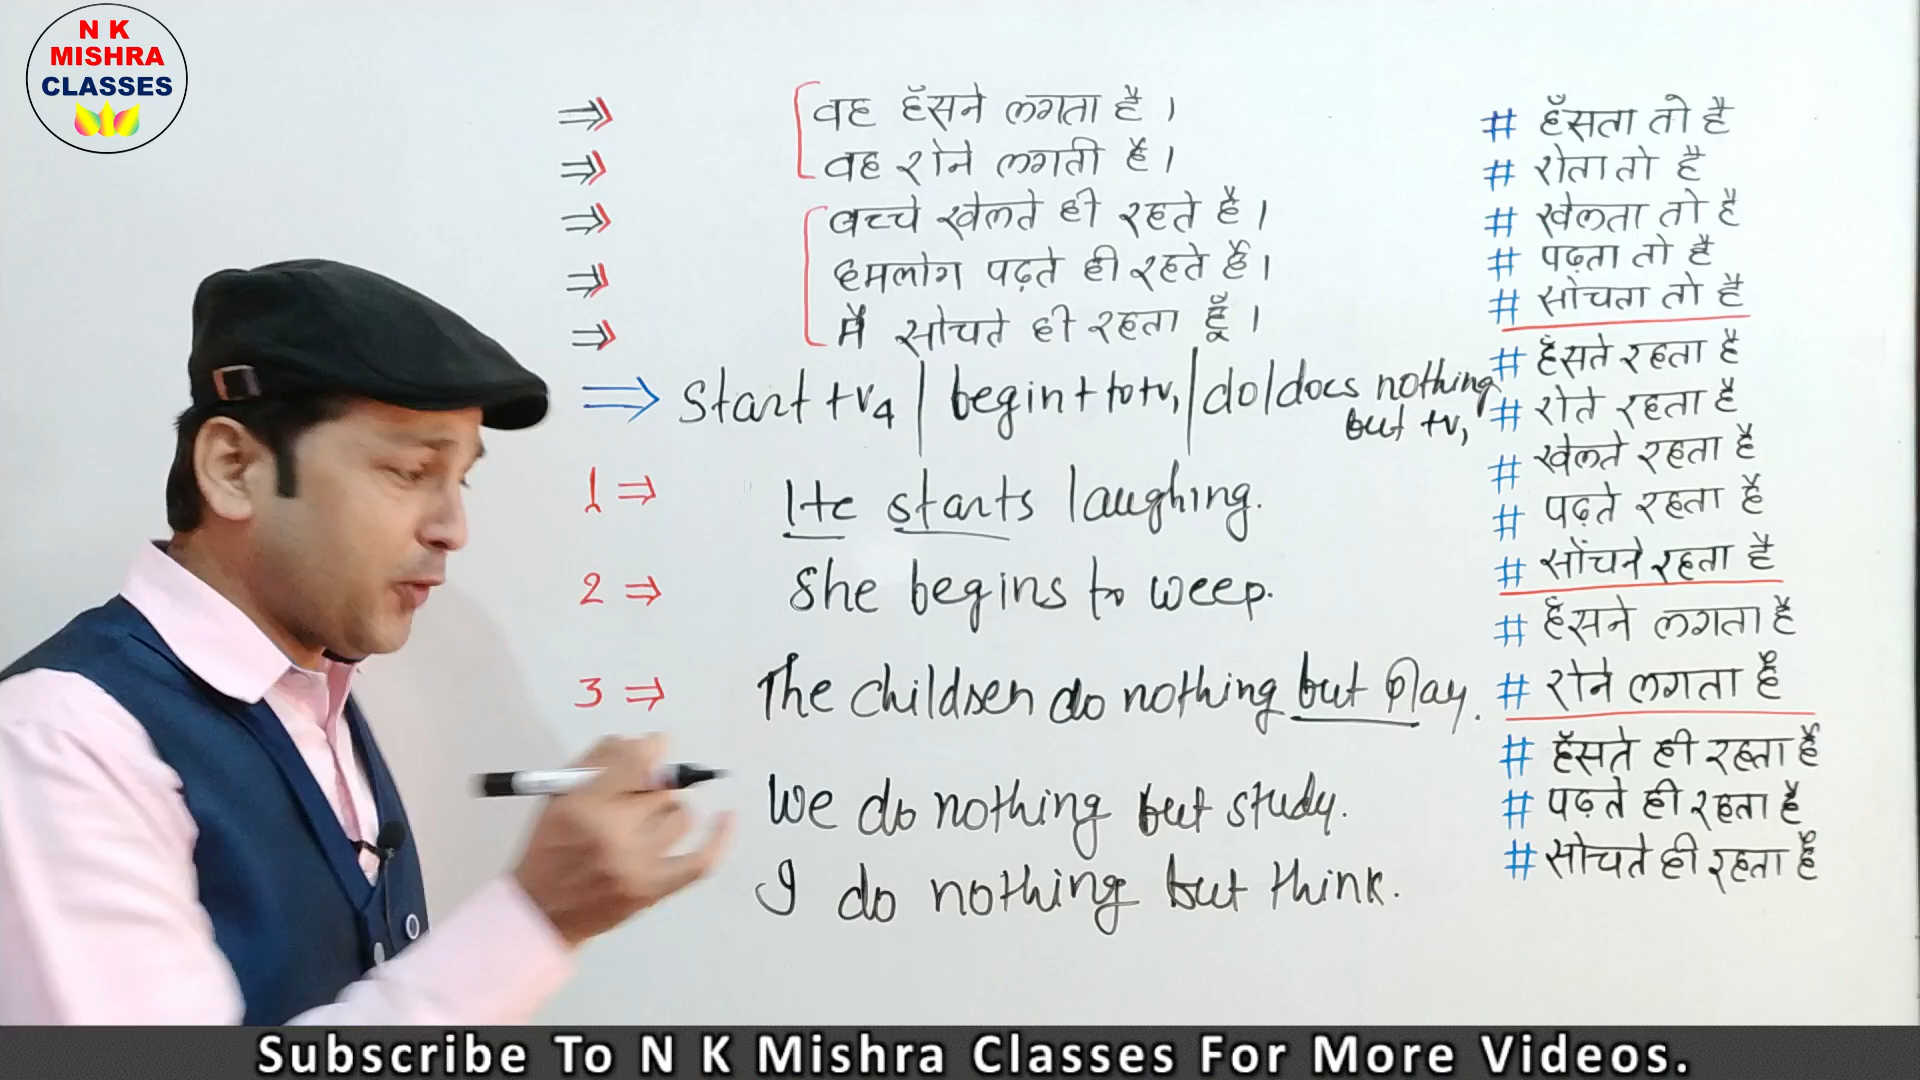 N K
MISHRA
CLASSES
⇒ वह हँसने लगता है।
⇒ वह रोने लगती है।
⇒ बच्चे खेलते ही रहते हैं।
⇒ हमलोग पढ़ते ही रहते हैं।
⇒ मैं सोचते ही रहता हूँ।
⇒ Start +v4 | begin + to+v1 | do/does nothing
but +v1
1 ⇒ He starts laughing.
2 ⇒ She begins to weep.
3 ⇒ The children do nothing but Play.
We do nothing but study.
I do nothing but think.
# हँसता तो है
# रोता तो है
# खेलता तो है
# पढ़ता तो है
# सोंचता तो है
# हँसते रहता है
# रोते रहता है
# खेलते रहता है
# पढ़ते रहता है
# सोंचते रहता है
# हँसने लगता है
# रोने लगता है
# हँसते ही रहता है
# पढ़ते ही रहता है
# सोचते ही रहता है
Subscribe To N K Mishra Classes For More Videos.